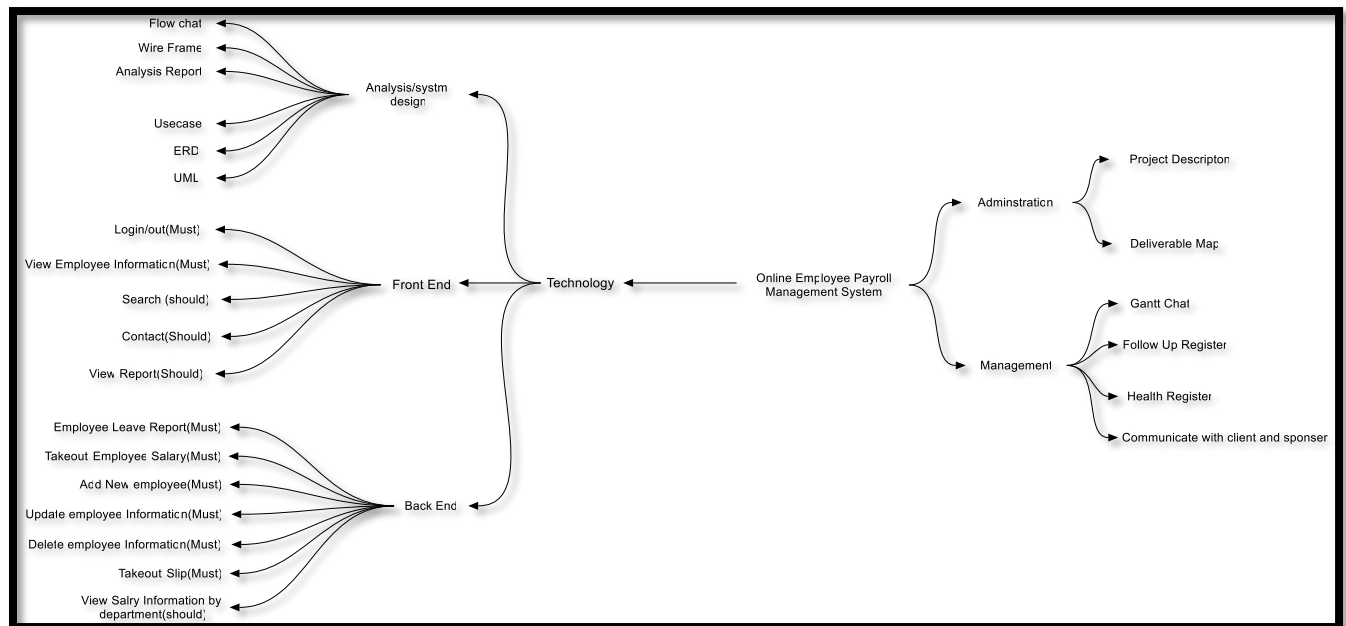 Flow chat
Wire Frame
Analysis Report
Analysis/systm
design
Usecase
ERD
UML
Login/out(Must)
View Employee Information(Must)
Search (should)
Contact(Should)
View Report(Should)
Front End
Technology
Employee Leave Report(Must)
Takeout Employee Salary(Must)
Add New employee(Must)
Update employee Information(Must)
Delete employee Information(Must)
Takeout Slip(Must)
View Salry Information by
department(should)
Back End
Online Employee Payroll
Management System
Adminstration
Project Descripton
Deliverable Map
Management
Gantt Chat
Follow Up Register
Health Register
Communicate with client and sponser